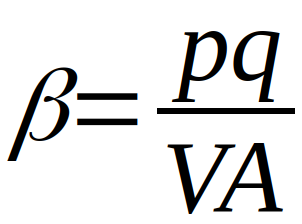 β = pq / VA